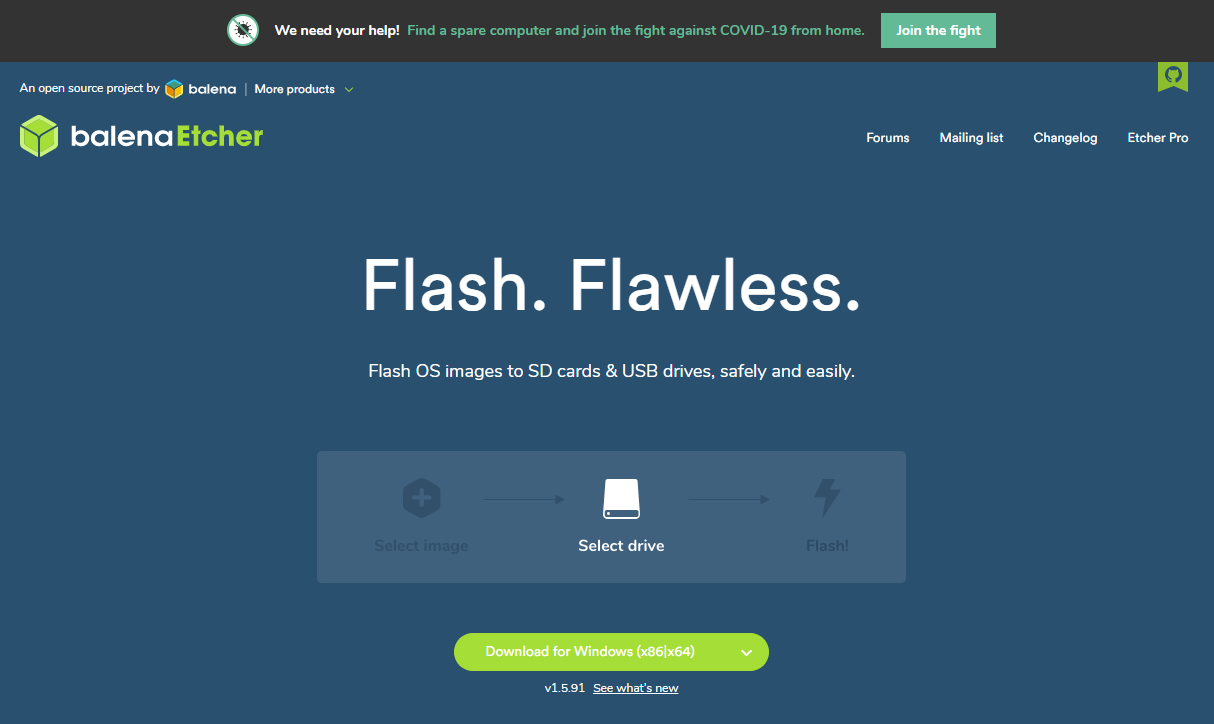 We need your help! Find a spare computer and join the fight against COVID-19 from home. Join the fight
An open source project by balena | More products
balenaEtcher
Forums Mailing list Changelog Etcher Pro
Flash. Flawless.
Flash OS images to SD cards & USB drives, safely and easily.
Select image Select drive Flash!
Download for Windows (x86|x64)
v1.5.91 See what's new